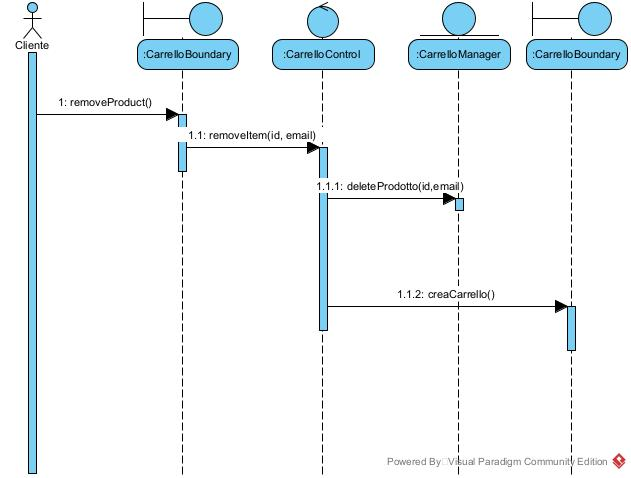 Cliente
:CarrelloBoundary
:CarrelloControl
:CarrelloManager
:CarrelloBoundary
1: removeProduct()
1.1: removeItem(id, email)
1.1.1: deleteProdotto(id,email)
1.1.2: creaCarrello()
Powered By Visual Paradigm Community Edition